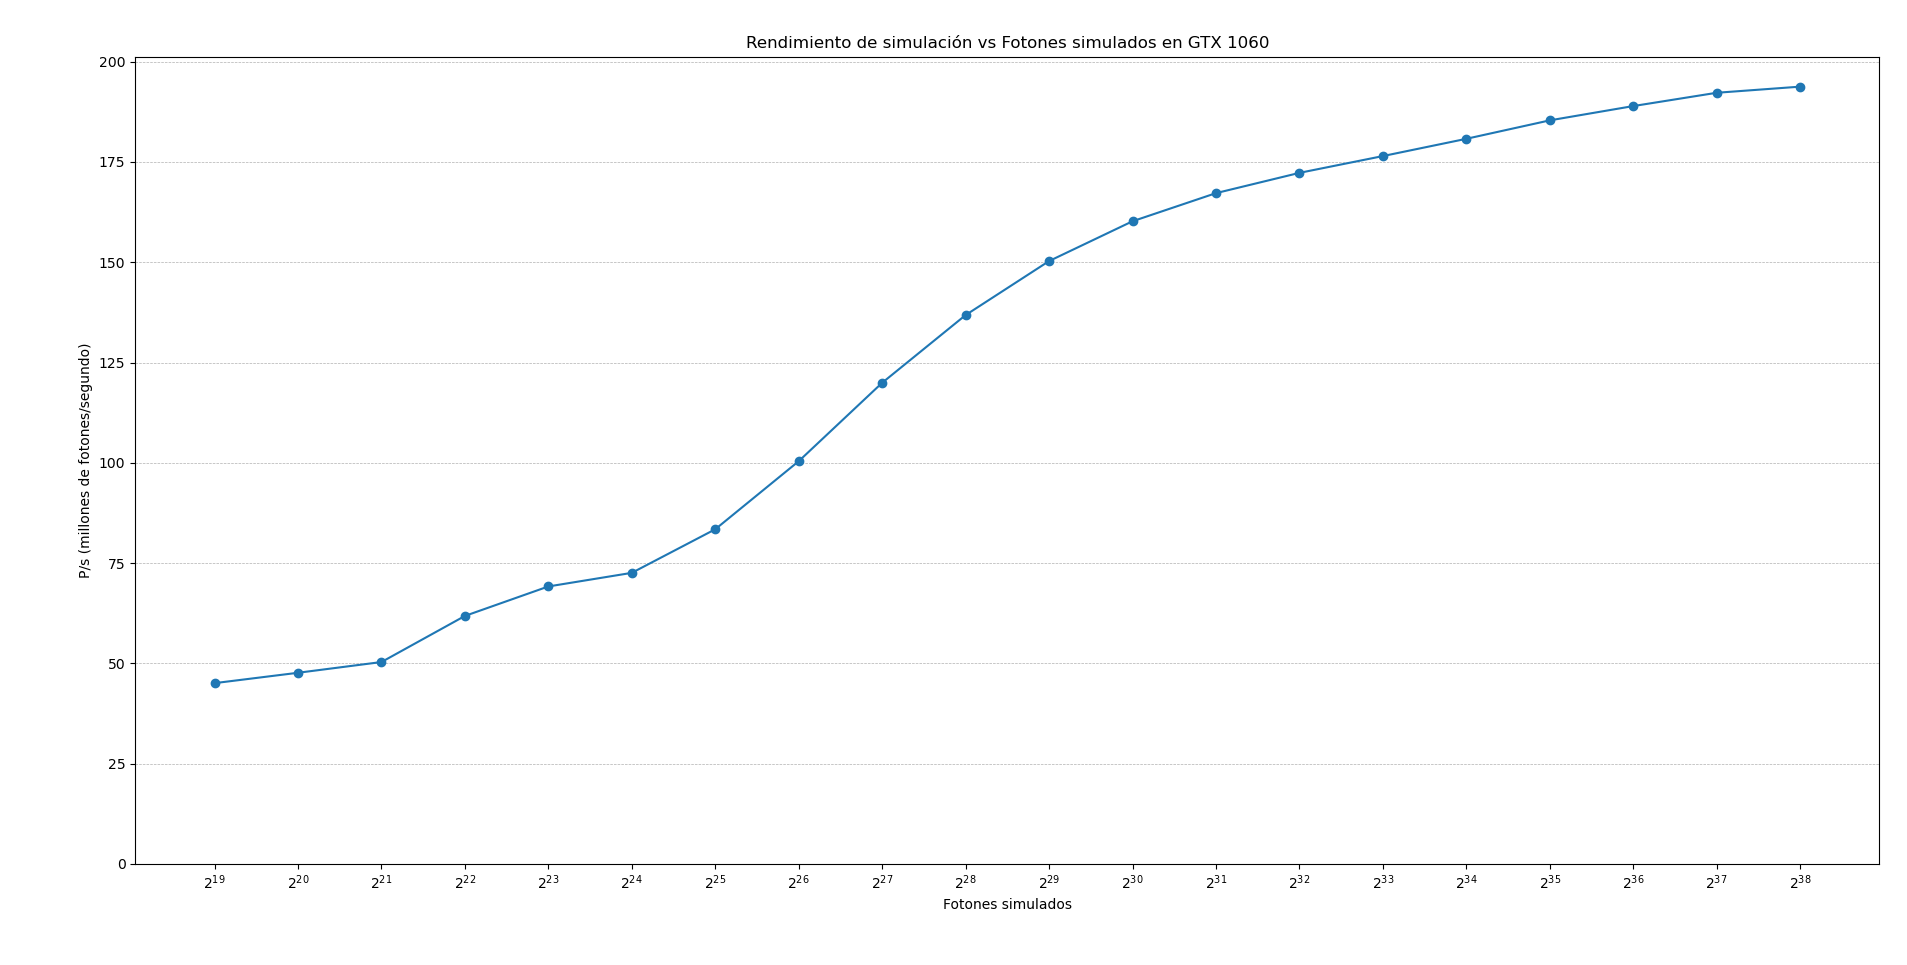 Rendimiento de simulación vs Fotones simulados en GTX 1060
200
175
150
125
100
75
50
25
0
P/s (millones de fotones/segundo)
2^19 2^20 2^21 2^22 2^23 2^24 2^25 2^26 2^27 2^28 2^29 2^30 2^31 2^32 2^33 2^34 2^35 2^36 2^37 2^38
Fotones simulados